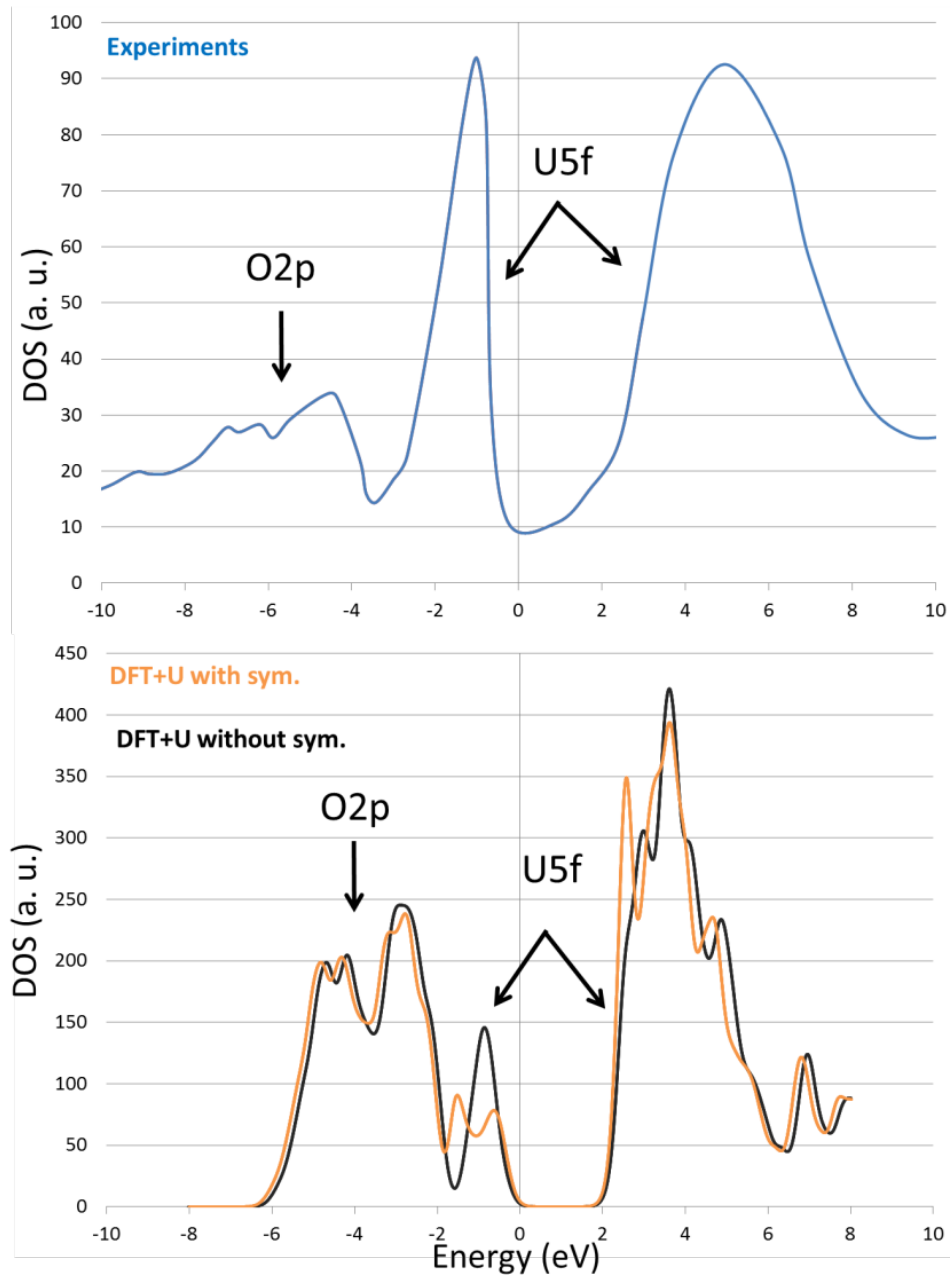 100
Experiments
90
80
70
U5f
60
O2p
50
DOS (a. u.)
40
30
20
10
0
-10 -8 -6 -4 -2 0 2 4 6 8 10
450
DFT+U with sym.
400
DFT+U without sym.
350
O2p
300
U5f
250
DOS (a. u.)
200
150
100
50
0
-10 -8 -6 -4 -2 0 2 4 6 8 10
Energy (eV)